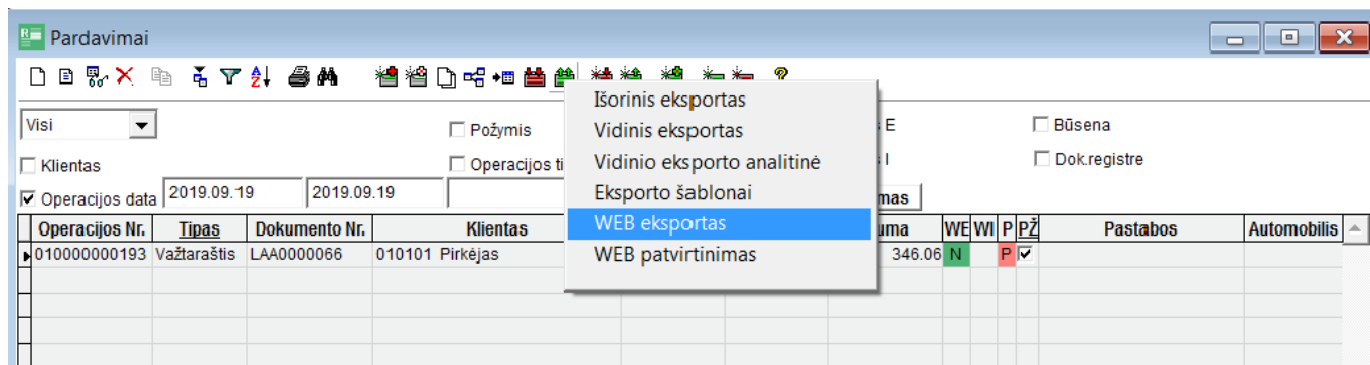 Pardavimai
Išorinis eksportas
Vidinis eksportas
Vidinio eksporto analitinė
Eksporto šablonai
WEB eksportas
WEB patvirtinimas
Visi Požymis E Būsena
Klientas Operacijos ti I Dok.registre
Operacijos data 2019.09.19 2019.09.19 mas
Operacijos Nr. Tipas Dokumento Nr. Klientas uma WE WI P PŽ Pastabos Automobilis
010000000193 Važtaraštis LAA0000066 010101 Pirkėjas 346.06 N P